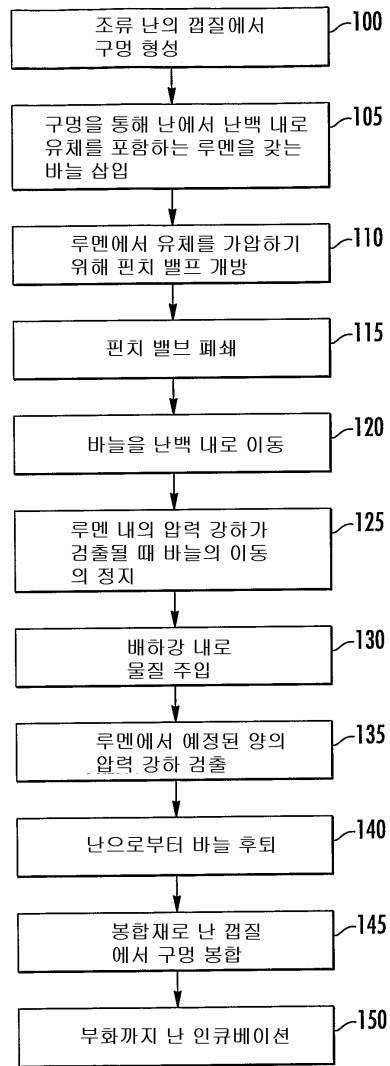 조류 난의 껍질에서
구멍 형성
100
구멍을 통해 난에서 난백 내로
유체를 포함하는 루멘을 갖는
바늘 삽입
105
루멘에서 유체를 가압하기
위해 핀치 밸프 개방
110
핀치 밸브 폐쇄
115
바늘을 난백 내로 이동
120
루멘 내의 압력 강하가
검출될 때 바늘의 이동
의 정지
125
배하강 내로
물질 주입
130
루멘에서 예정된 양의
압력 강하 검출
135
난으로부터 바늘 후퇴
140
봉합재로 난 껍질
에서 구멍 봉합
145
부화까지 난 인큐베이션
150